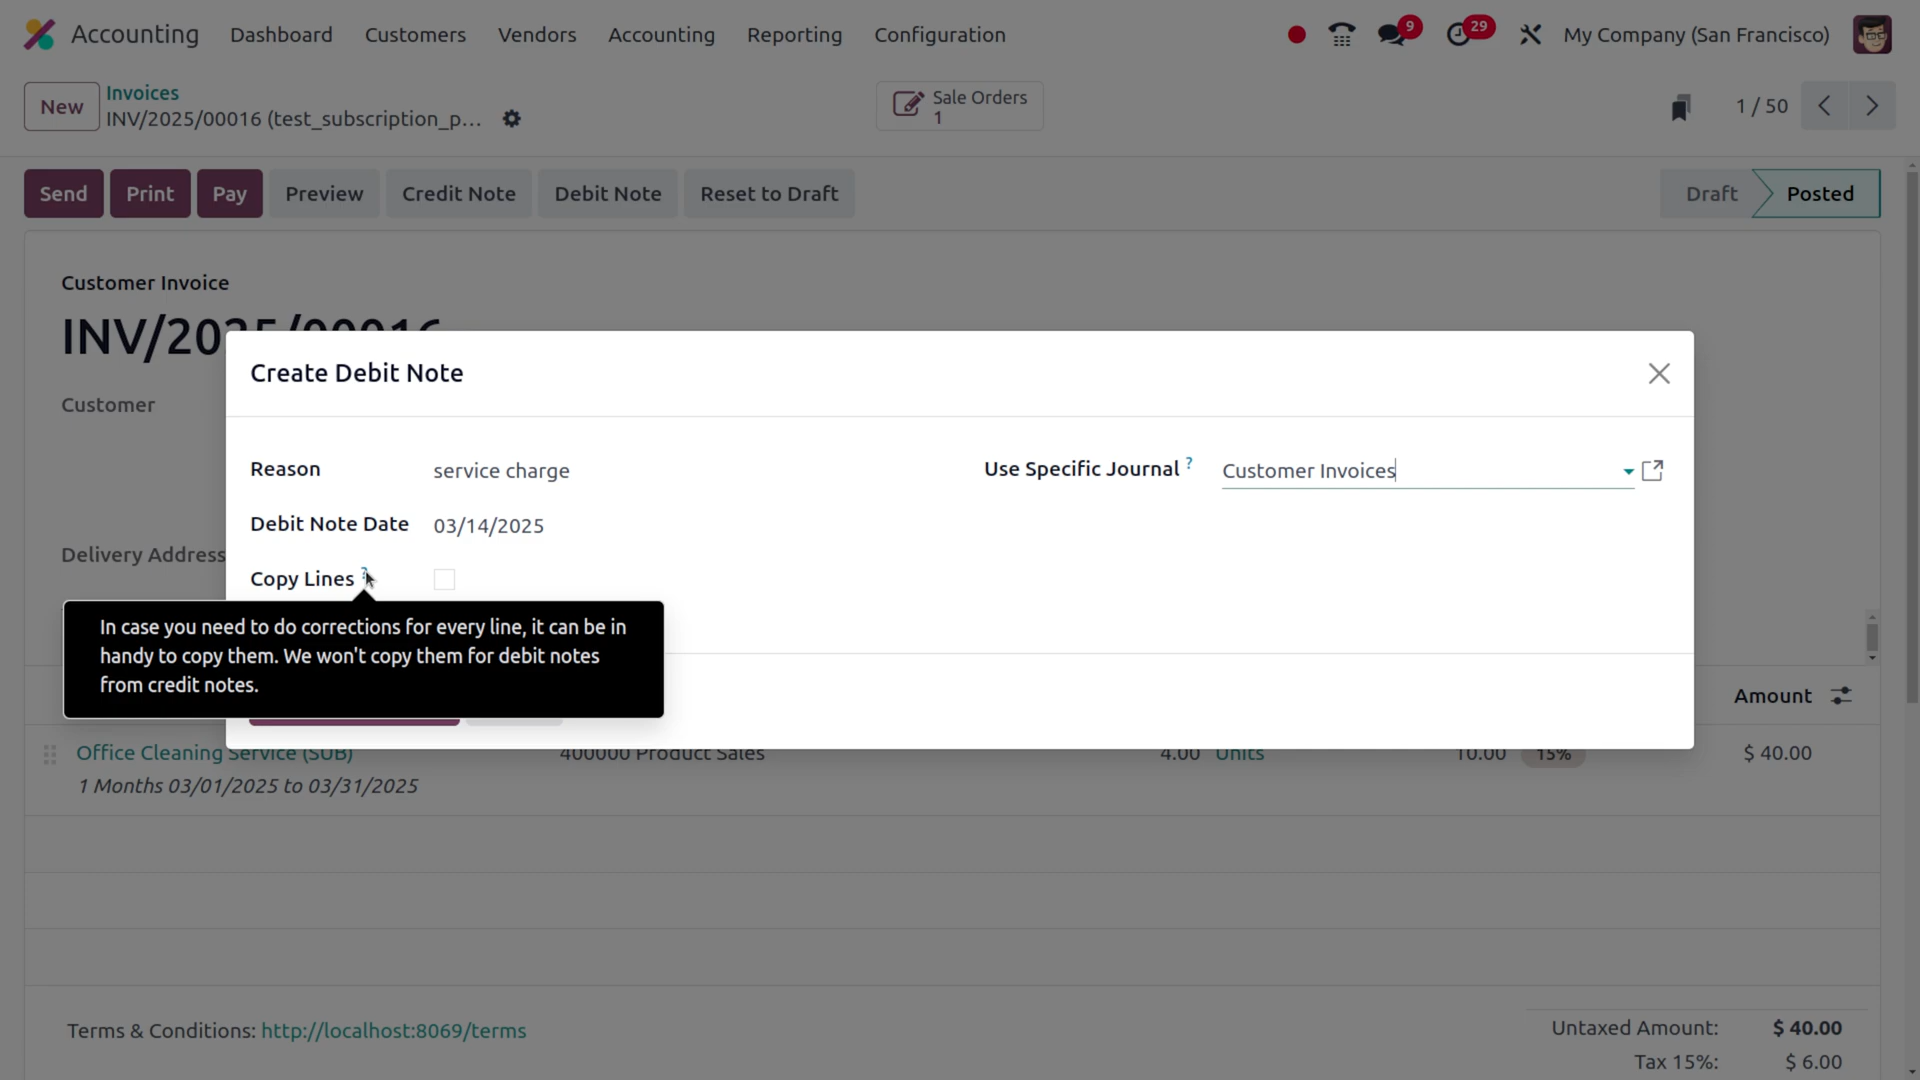 Accounting Dashboard Customers Vendors Accounting Reporting Configuration 9 29 My Company (San Francisco)
New Invoices
INV/2025/00016 (test_subscription_p...
Sale Orders
1
1 / 50
Send Print Pay Preview Credit Note Debit Note Reset to Draft Draft Posted
Customer Invoice
INV/2025/00016
Customer
Create Debit Note
Reason service charge
Use Specific Journal ? Customer Invoices
Debit Note Date 03/14/2025
Delivery Address
Copy Lines ?
In case you need to do corrections for every line, it can be in
handy to copy them. We won't copy them for debit notes
from credit notes.
Amount
Office Cleaning Service (SUB) 400000 Product Sales 4.00 Units 10.00 15% $ 40.00
1 Months 03/01/2025 to 03/31/2025
Terms & Conditions: http://localhost:8069/terms
Untaxed Amount: $ 40.00
Tax 15%: $ 6.00